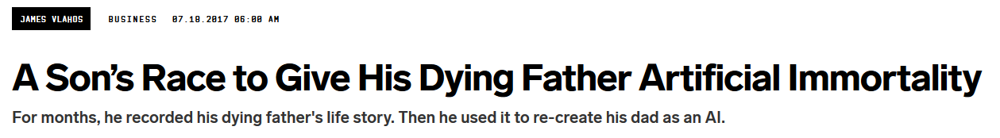 JAMES VLAHOS BUSINESS 07.18.2017 06:00 AM
A Son’s Race to Give His Dying Father Artificial Immortality
For months, he recorded his dying father's life story. Then he used it to re-create his dad as an AI.